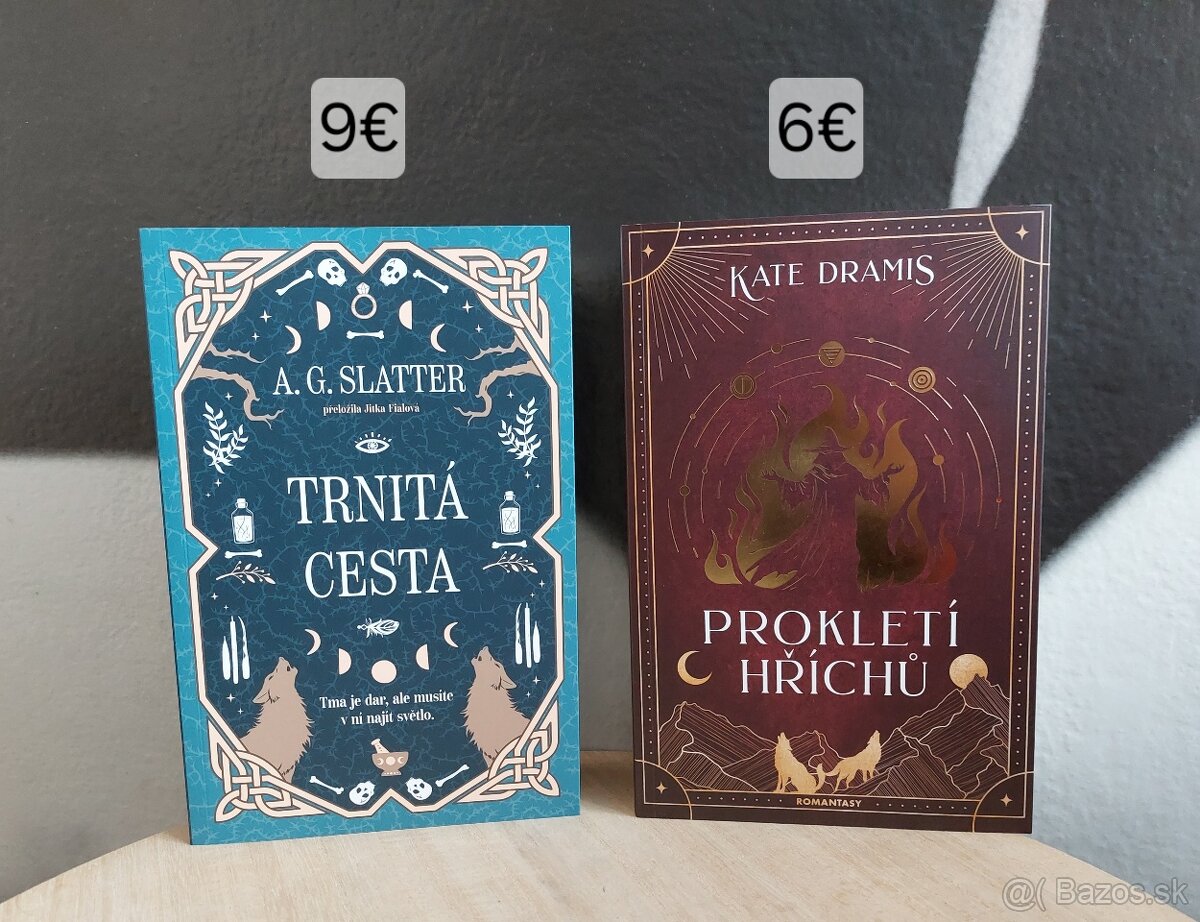 9€
6€
A. G. SLATTER
přeložila Jitka Fialová
TRNITÁ
CESTA
Tma je dar, ale musíte
v ní najít světlo.
KATE DRAMIS
PROKLETÍ
HŘÍCHŮ
ROMANTASY
@( Bazos.sk